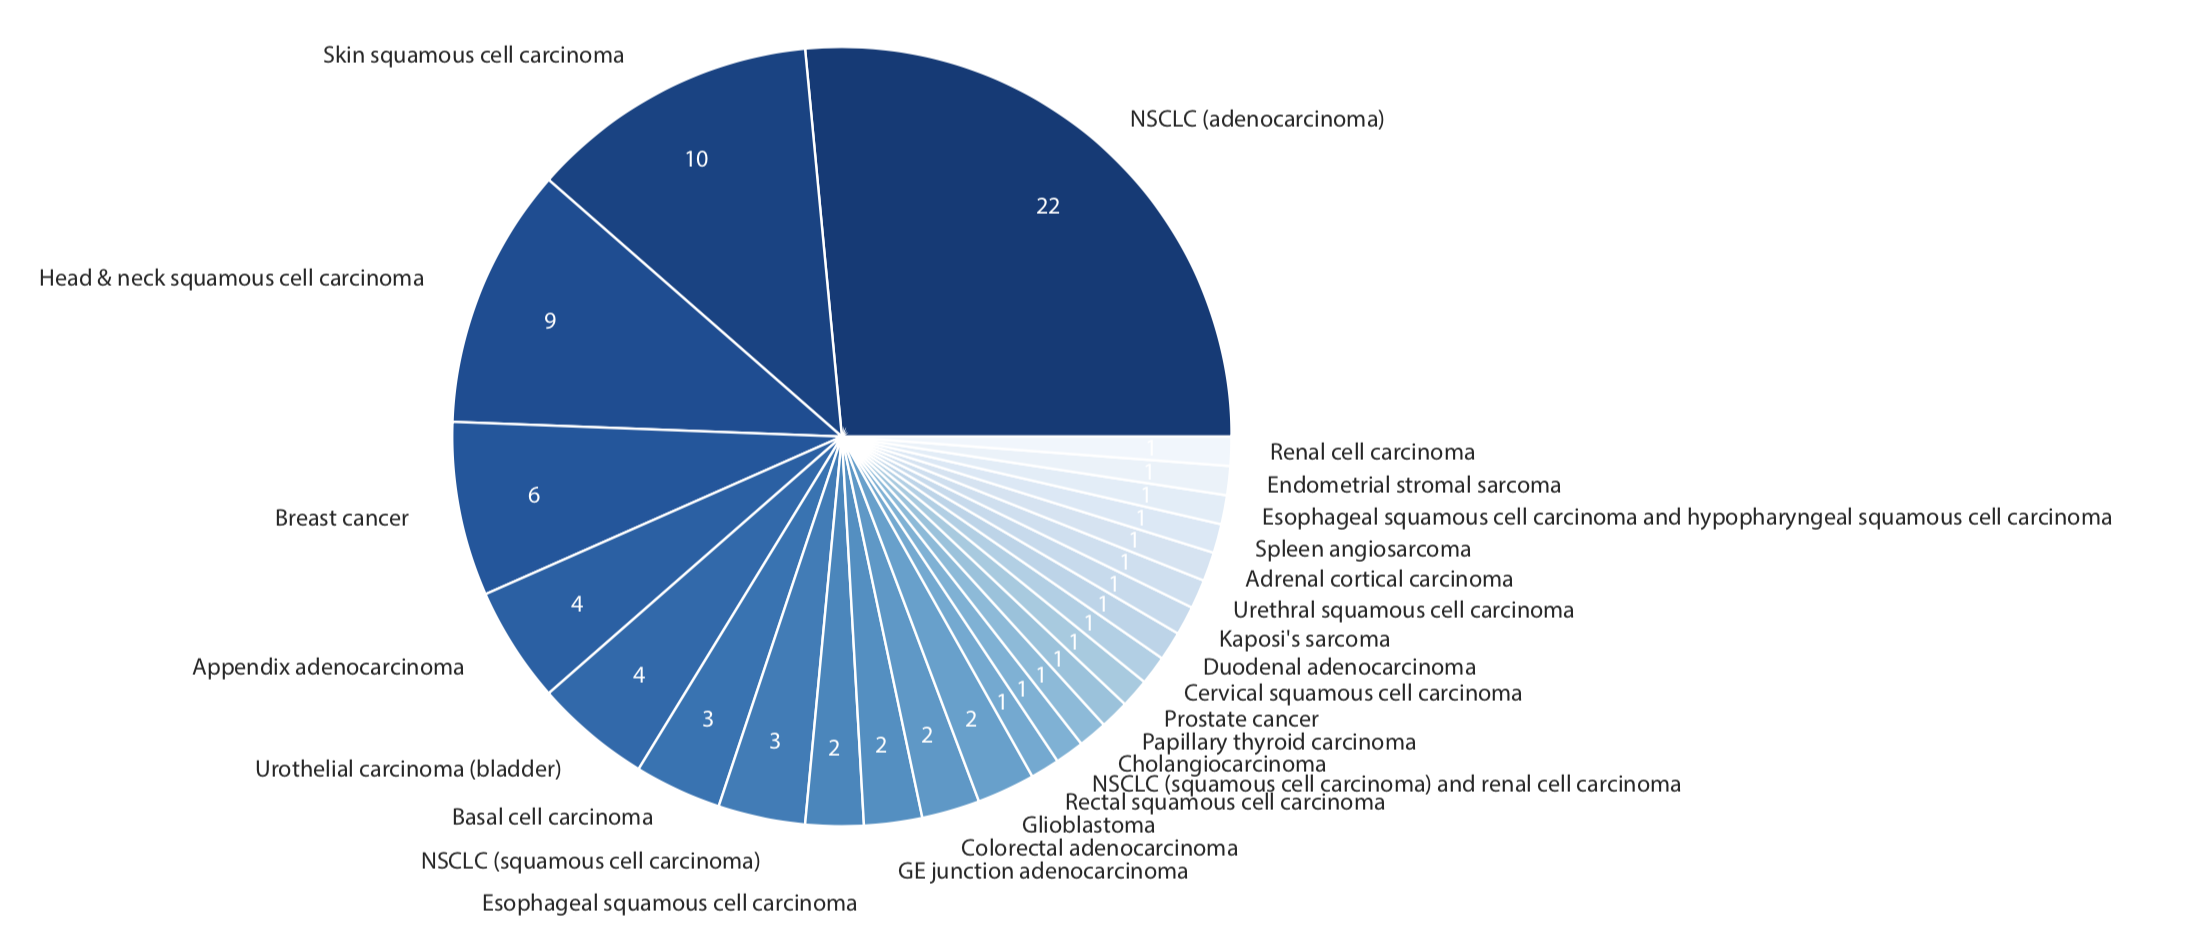 Skin squamous cell carcinoma
NSCLC (adenocarcinoma)
10
22
Head & neck squamous cell carcinoma
9
Breast cancer
6
Appendix adenocarcinoma
4
Urothelial carcinoma (bladder)
4
Basal cell carcinoma
3
NSCLC (squamous cell carcinoma)
3
Esophageal squamous cell carcinoma
2
GE junction adenocarcinoma
2
Colorectal adenocarcinoma
2
Glioblastoma
2
Rectal squamous cell carcinoma
1
NSCLC (squamous cell carcinoma) and renal cell carcinoma
1
Cholangiocarcinoma
1
Papillary thyroid carcinoma
1
Prostate cancer
1
Cervical squamous cell carcinoma
1
Duodenal adenocarcinoma
1
Kaposi's sarcoma
1
Urethral squamous cell carcinoma
1
Adrenal cortical carcinoma
1
Spleen angiosarcoma
1
Esophageal squamous cell carcinoma and hypopharyngeal squamous cell carcinoma
1
Endometrial stromal sarcoma
1
Renal cell carcinoma
1